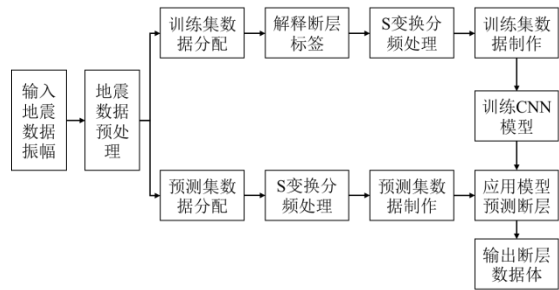 输入
地震
数据
振幅
地震
数据
预处
理
训练集数
据分配
解释断层
标签
S变换分
频处理
训练集数
据制作
训练CNN
模型
预测集数
据分配
S变换分
频处理
预测集数
据制作
应用模型
预测断层
输出断层
数据体